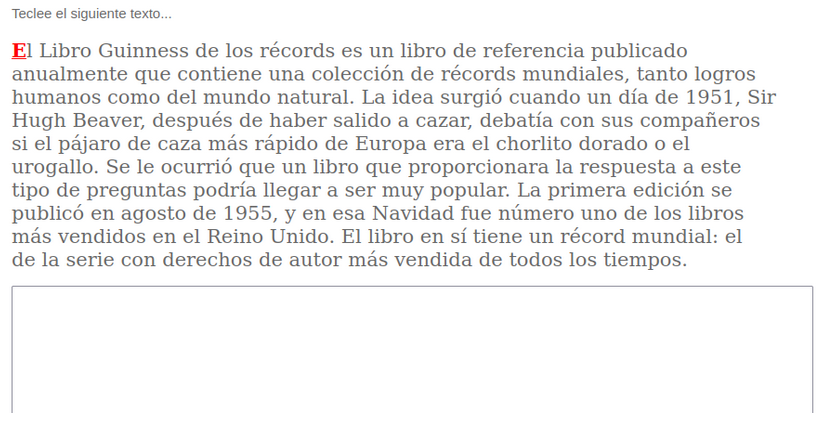 Teclee el siguiente texto...
El Libro Guinness de los récords es un libro de referencia publicado
anualmente que contiene una colección de récords mundiales, tanto logros
humanos como del mundo natural. La idea surgió cuando un día de 1951, Sir
Hugh Beaver, después de haber salido a cazar, debatía con sus compañeros
si el pájaro de caza más rápido de Europa era el chorlito dorado o el
urogallo. Se le ocurrió que un libro que proporcionara la respuesta a este
tipo de preguntas podría llegar a ser muy popular. La primera edición se
publicó en agosto de 1955, y en esa Navidad fue número uno de los libros
más vendidos en el Reino Unido. El libro en sí tiene un récord mundial: el
de la serie con derechos de autor más vendida de todos los tiempos.